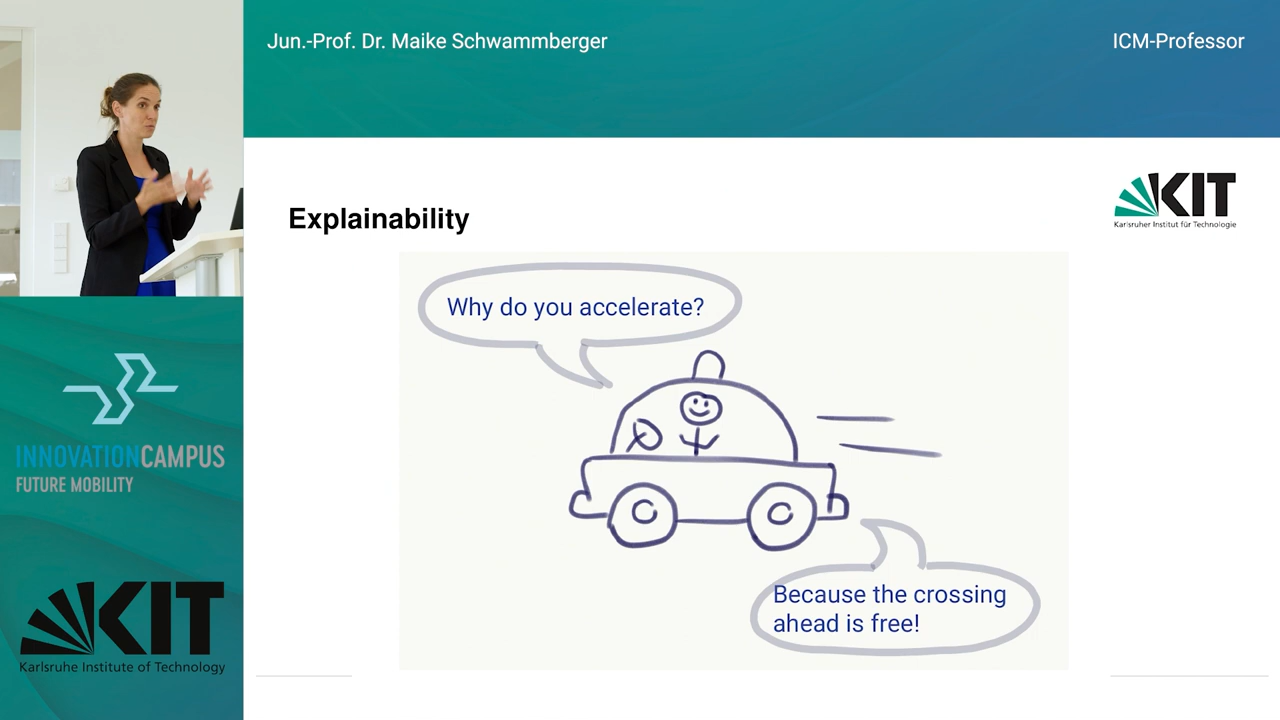 Jun.-Prof. Dr. Maike Schwammberger
ICM-Professor
KIT
Karlsruher Institut für Technologie
Explainability
Why do you accelerate?
Because the crossing
ahead is free!
INNOVATIONCAMPUS
FUTURE MOBILITY
KIT
Karlsruhe Institute of Technology